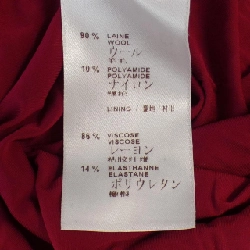 90 % LAINE
WOOL
ウール
10 % POLYAMIDE
POLYAMIDE
ナイロン
LINING /
86 % VISCOSE
VISCOSE
レーヨン
14 % ELASTHANNE
ELASTANE
ポリウレタン